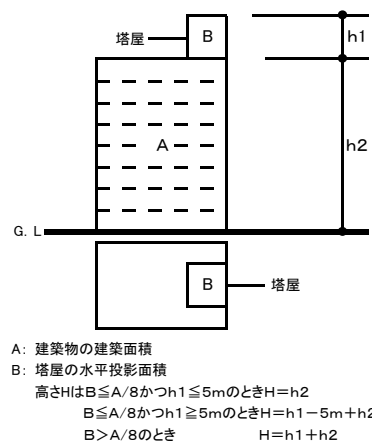 塔屋 B h1
A h2
G. L
B 塔屋
A: 建築物の建築面積
B: 塔屋の水平投影面積
高さHはB≦A/8かつh1≦5mのときH=h2
B≦A/8かつh1≧5mのときH=h1-5m+h2
B>A/8のとき H=h1+h2